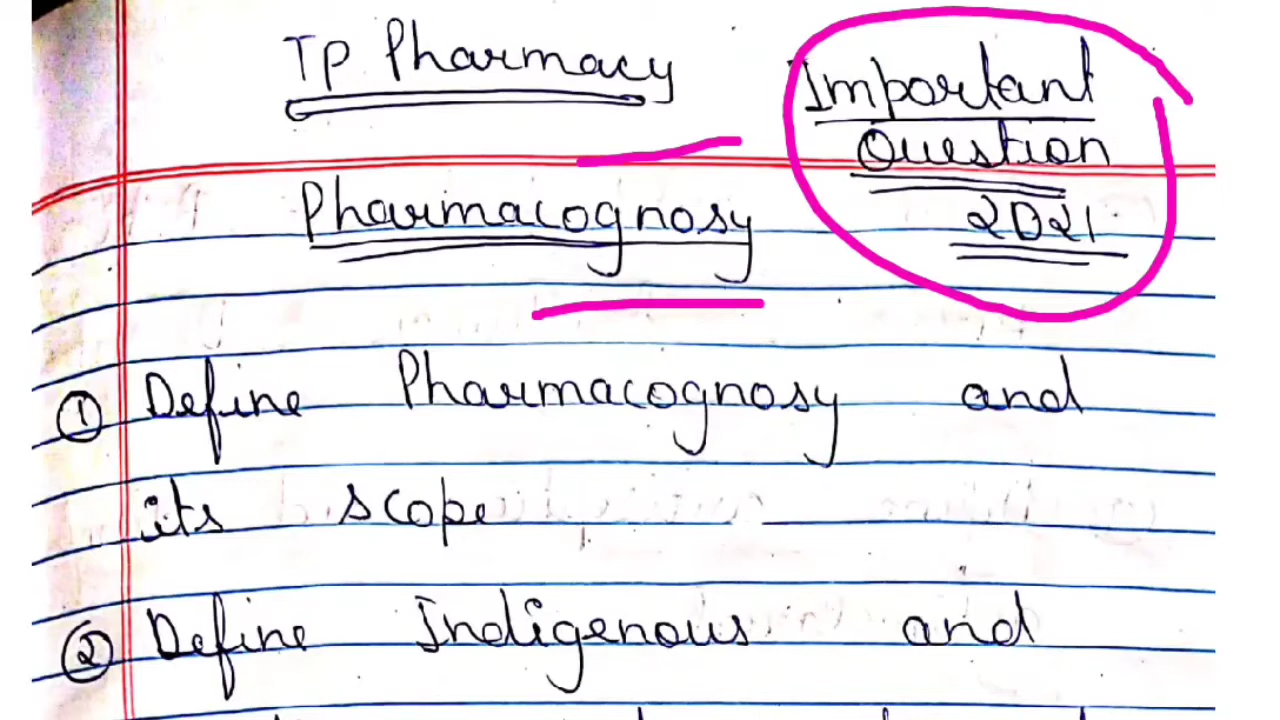 TP Pharmacy
Important
Question
2021
Pharmacognosy
① Define Pharmacognosy and
its scope
② Define Indigenous and